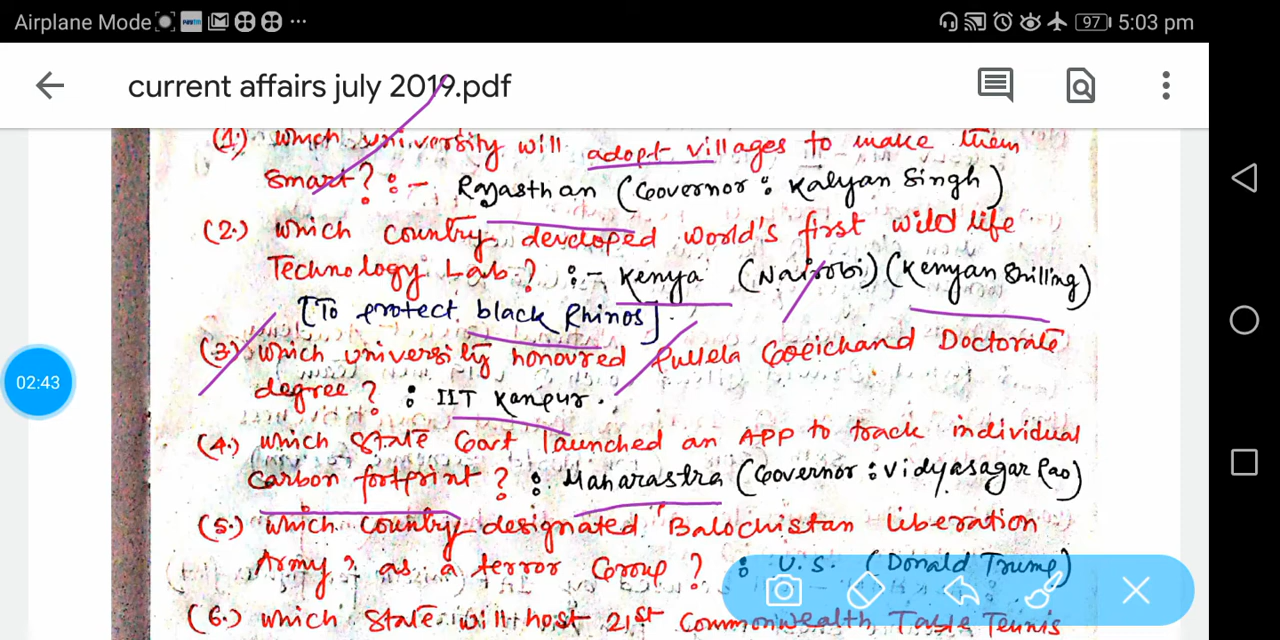 Airplane Mode ... 97 5:03 pm
current affairs july 2019.pdf
(1.) which university will adopt villages to make them
Smart? :- Rajasthan (Governor : Kalyan Singh)
(2.) which country developed world's first wild life
Technology Lab? :- Kenya (Nairobi) (Kenyan Shilling)
[To protect black Rhinos].
(3.) which university honoured Pullela Goeichand Doctorate
degree? : IIT Kanpur.
02:43
(4.) which State Govt launched an APP to track individual
Carbon footprint? : Maharastra (Governor : Vidyasagar Rao)
(5.) which country designated "Balochistan Liberation
Army" as a terror Group? : U.S. (Donald Trump)
(6.) which State will host 21st Commonwealth Table Tennis